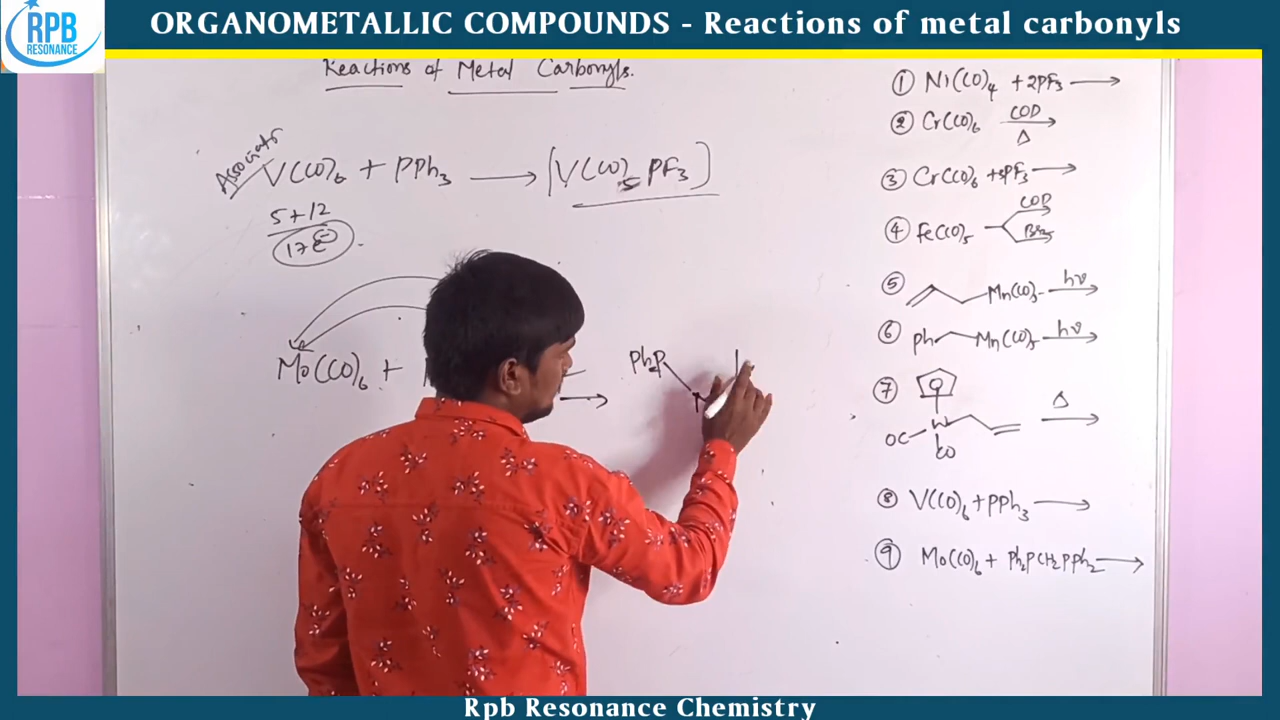 RPB
RESONANCE
ORGANOMETALLIC COMPOUNDS - Reactions of metal carbonyls
Reactions of Metal Carbonyls.
Associate
V(CO)6 + PPh3 → [V(CO)5 PF3]
5+12
17e⊖
Mo(CO)6 +
Ph2P
① Ni(CO)4 + 2PF3 →
② Cr(CO)6 COD Δ →
③ Cr(CO)6 + 3PF3 →
④ Fe(CO)5
COD
Br2
⑤ Mn(CO)5 hν →
⑥ Ph Mn(CO)5 hν →
⑦ Δ →
OC W
CO
⑧ V(CO)6 + PPh3 →
⑨ Mo(CO)6 + Ph2PCH2PPh2 →
Rpb Resonance Chemistry